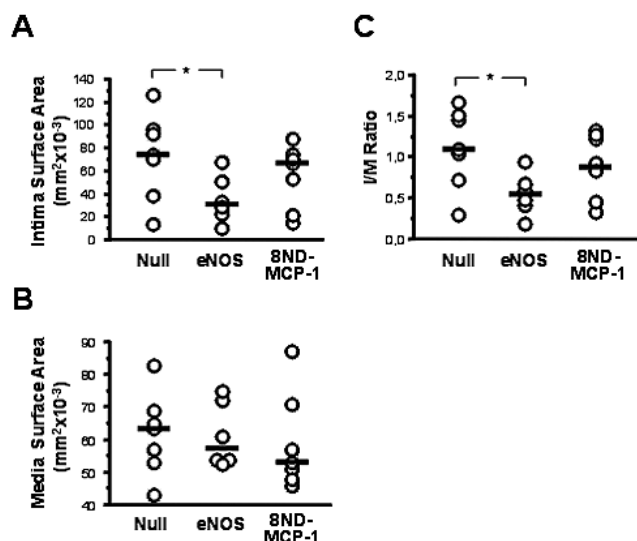 A
Intima Surface Area
(mm²x10⁻³)
140
120
100
80
60
40
20
0
*
Null
eNOS
8ND-
MCP-1
C
I/M Ratio
2,0
1,5
1,0
0,5
0,0
*
Null
eNOS
8ND-
MCP-1
B
Media Surface Area
(mm²x10⁻³)
90
80
70
60
50
40
Null
eNOS
8ND-
MCP-1